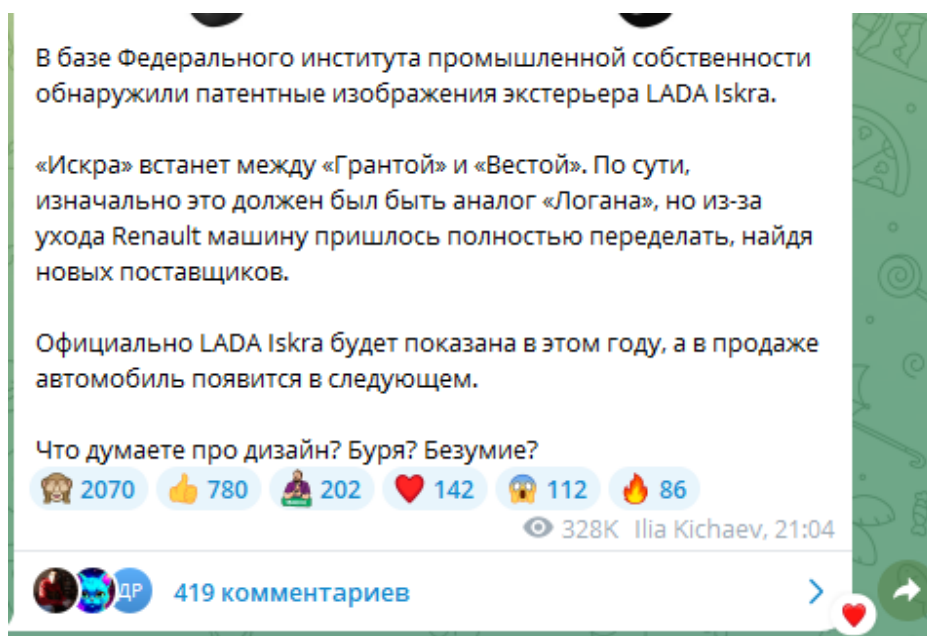 В базе Федерального института промышленной собственности
обнаружили патентные изображения экстерьера LADA Iskra.
«Искра» встанет между «Грантой» и «Вестой». По сути,
изначально это должен был быть аналог «Логана», но из-за
ухода Renault машину пришлось полностью переделать, найдя
новых поставщиков.
Официально LADA Iskra будет показана в этом году, а в продаже
автомобиль появится в следующем.
Что думаете про дизайн? Буря? Безумие?
🙈 2070 👍 780 202 ❤️ 142 😱 112 🔥 86
328K Ilia Kichaev, 21:04
ДР 419 комментариев